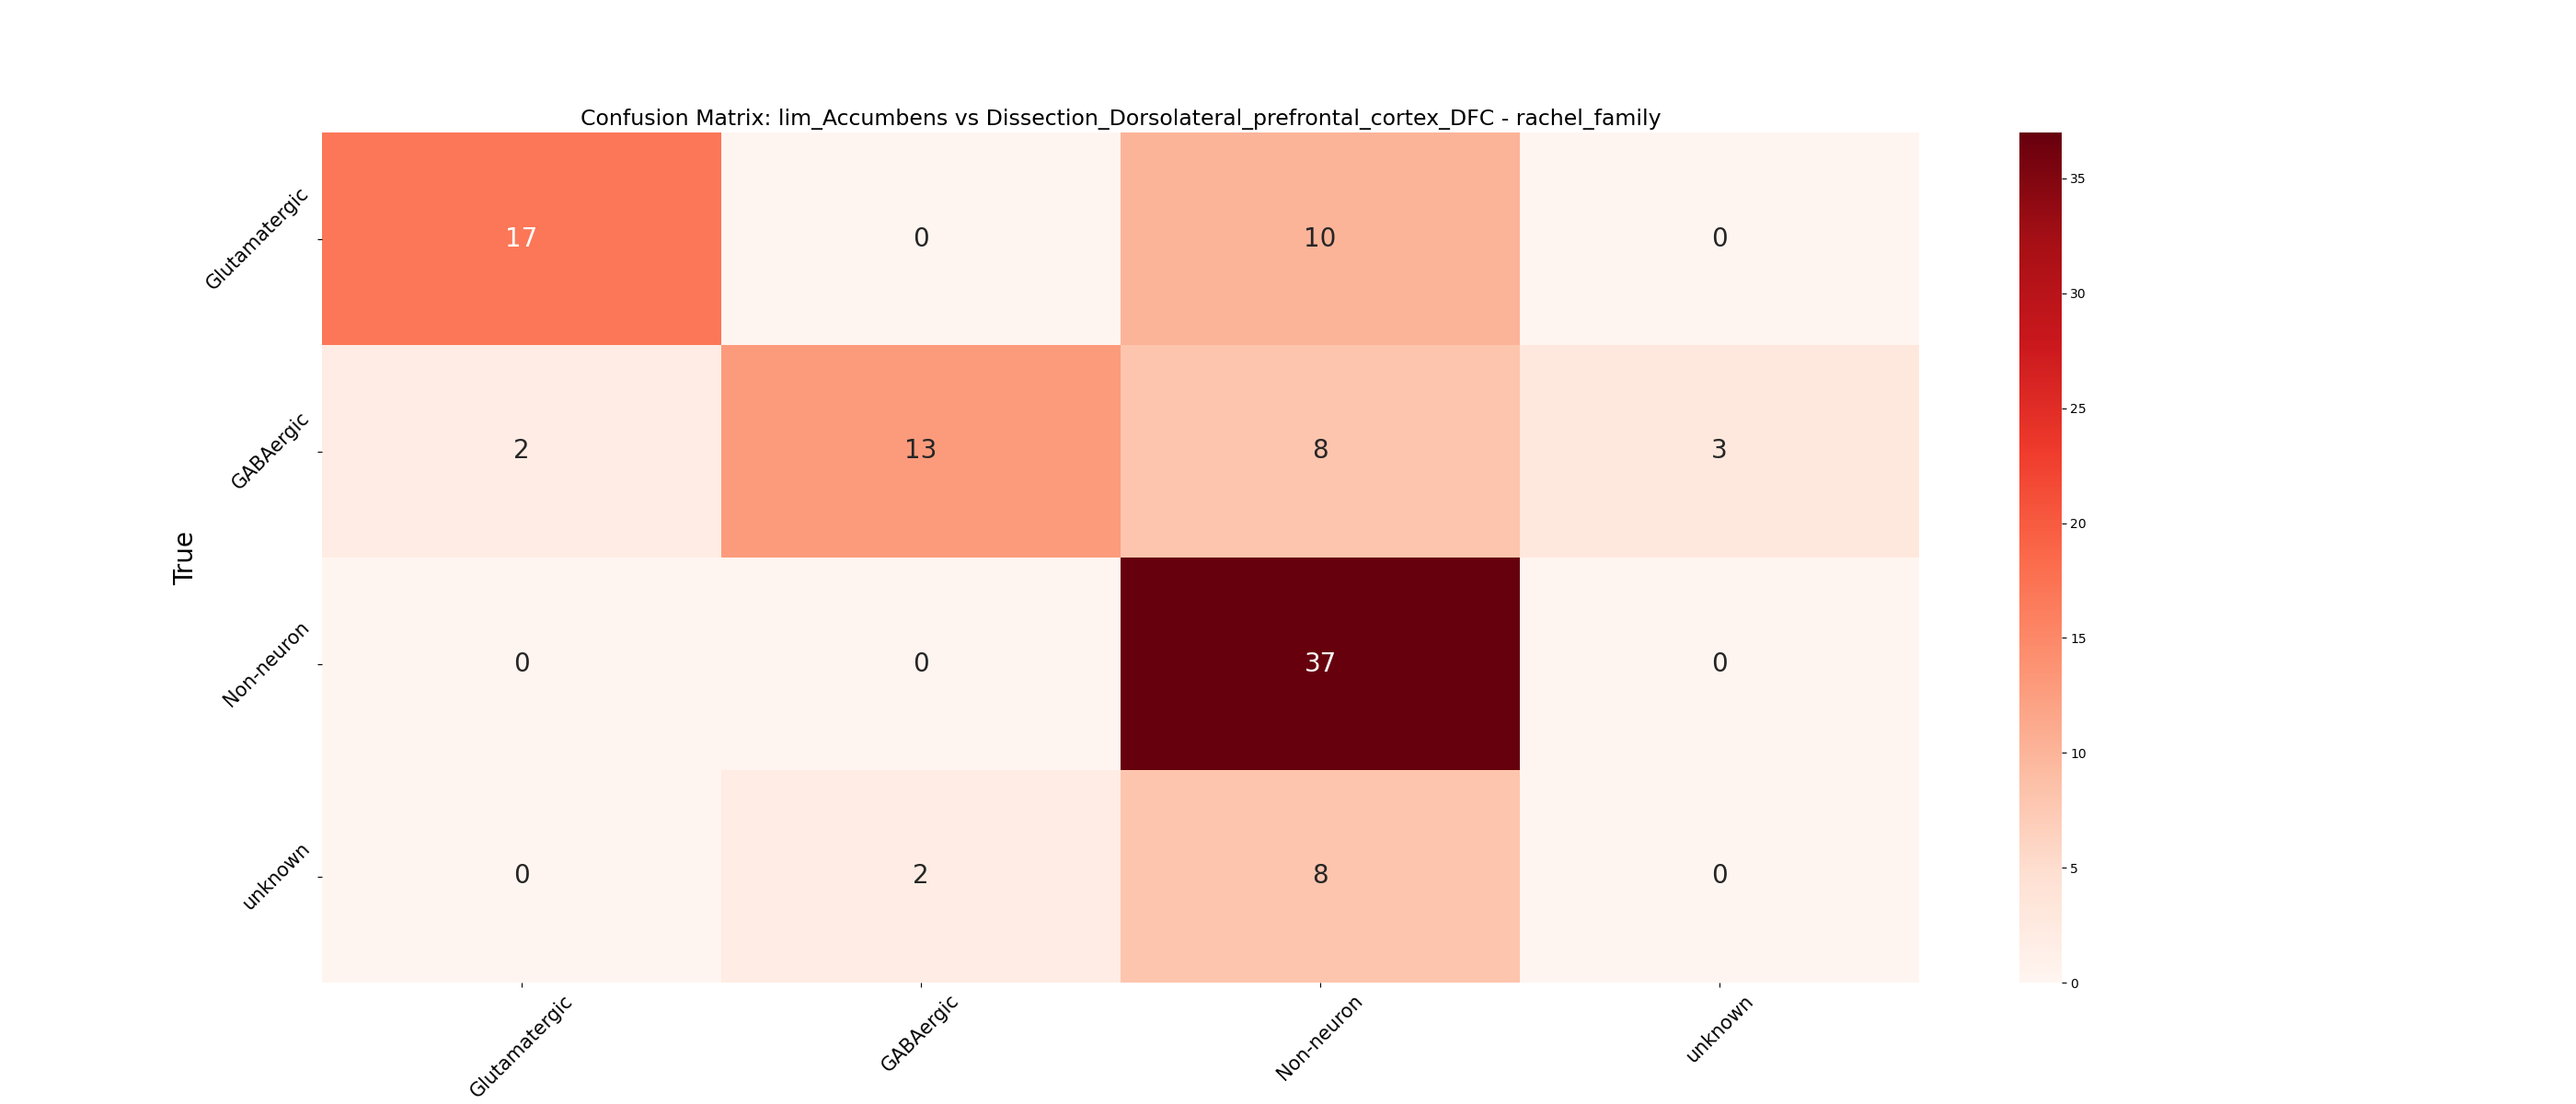 Confusion Matrix: lim_Accumbens vs Dissection_Dorsolateral_prefrontal_cortex_DFC - rachel_family
True
Glutamatergic 17 0 10 0
GABAergic 2 13 8 3
Non-neuron 0 0 37 0
unknown 0 2 8 0
Glutamatergic GABAergic Non-neuron unknown
35
30
25
20
15
10
5
0